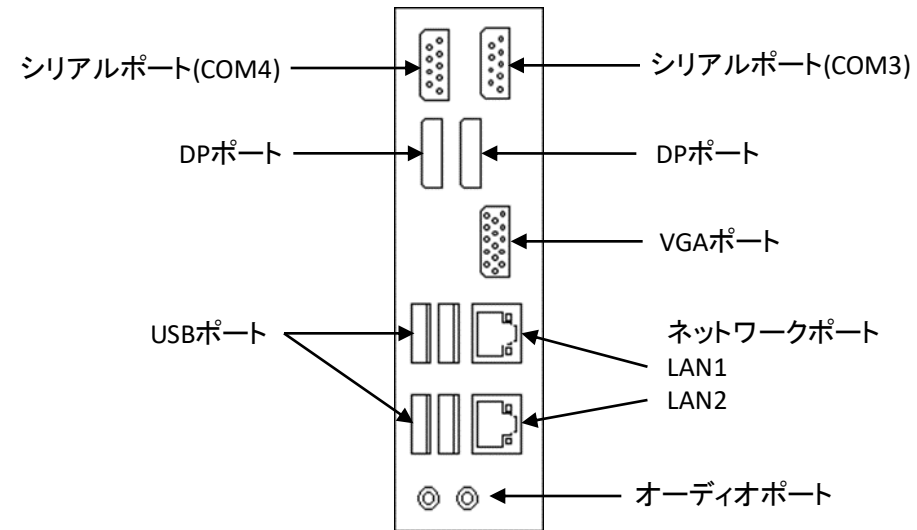 シリアルポート(COM4)
シリアルポート(COM3)
DPポート
DPポート
VGAポート
USBポート
ネットワークポート
LAN1
LAN2
オーディオポート